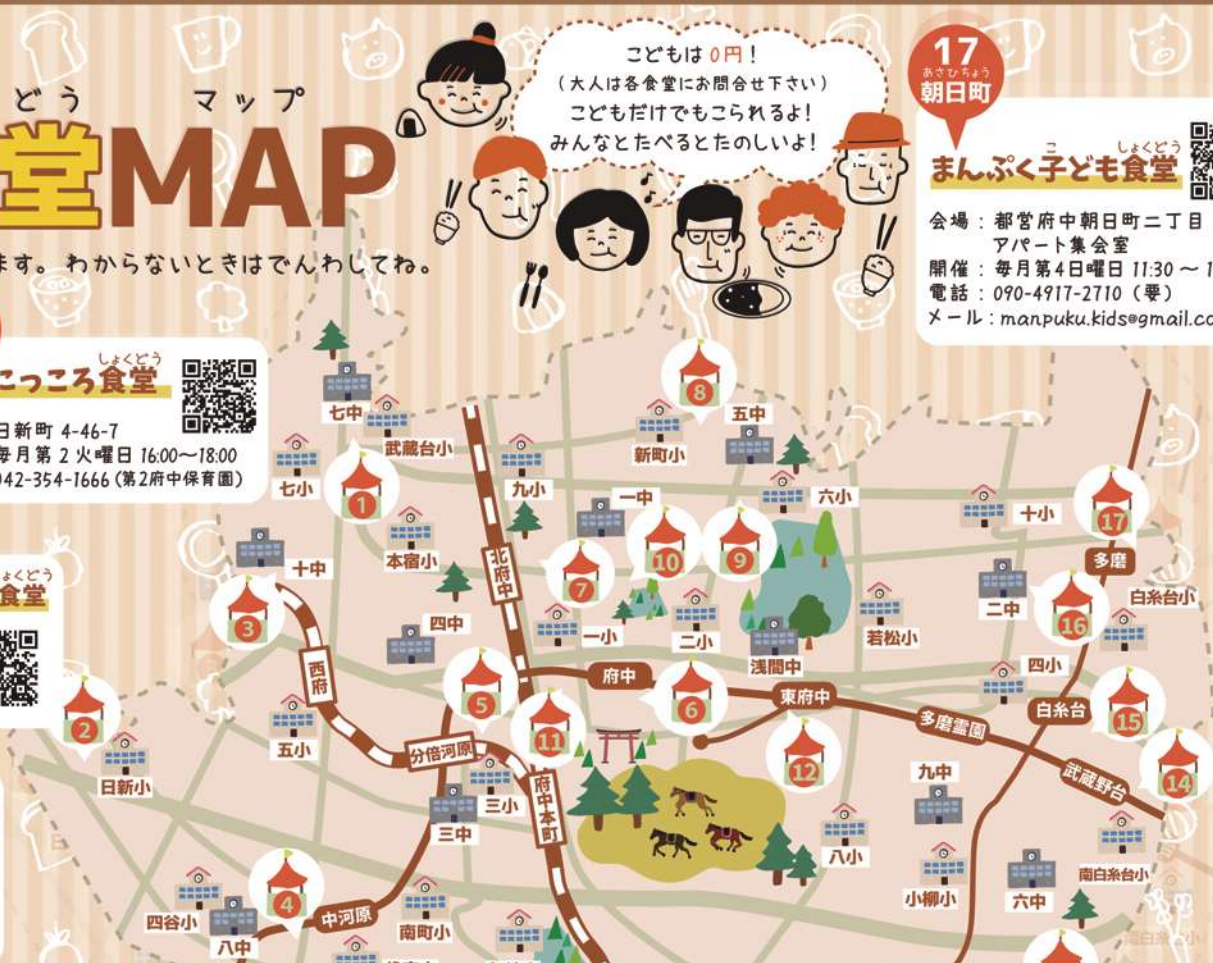 どう マップ
堂MAP
ます。わからないときはでんわしてね。
こどもは0円！
（大人は各食堂にお問合せ下さい）
こどもだけでもこられるよ！
みんなとたべるとたのしいよ！
17
あさひちょう
朝日町
こ しょくどう
まんぷく子ども食堂
会場：都営府中朝日町二丁目
アパート集会室
開催：毎月第4日曜日 11:30～1
電話：090-4917-2710（要）
メール：manpuku.kids@gmail.co
しょくどう
こっころ食堂
日新町 4-46-7
毎月第2火曜日 16:00～18:00
042-354-1666（第2府中保育園）
ょくどう
食堂
七中
武蔵台小
七小
1
本宿小
十中
3
四中
西府
五小
2
日新小
北府中
九小
一中
新町小
8
五中
六小
7
10
9
一小
二小
浅間中
若松小
十小
17
多磨
二中
16
白糸台小
四小
白糸台
15
府中
5
6
東府中
多磨霊園
11
12
14
武蔵野台
分倍河原
三小
三中
府中本町
九中
八小
南白糸台小
小柳小
六中
四谷小
4
八中
中河原
南町小